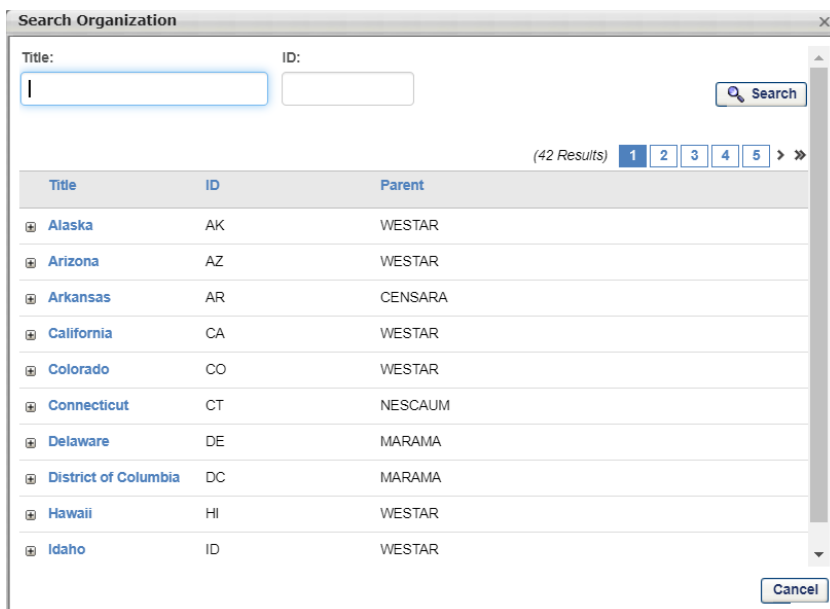 Search Organization ×
Title: ID:
Search
(42 Results) 1 2 3 4 5 > »
Title ID Parent
Alaska AK WESTAR
Arizona AZ WESTAR
Arkansas AR CENSARA
California CA WESTAR
Colorado CO WESTAR
Connecticut CT NESCAUM
Delaware DE MARAMA
District of Columbia DC MARAMA
Hawaii HI WESTAR
Idaho ID WESTAR
Cancel